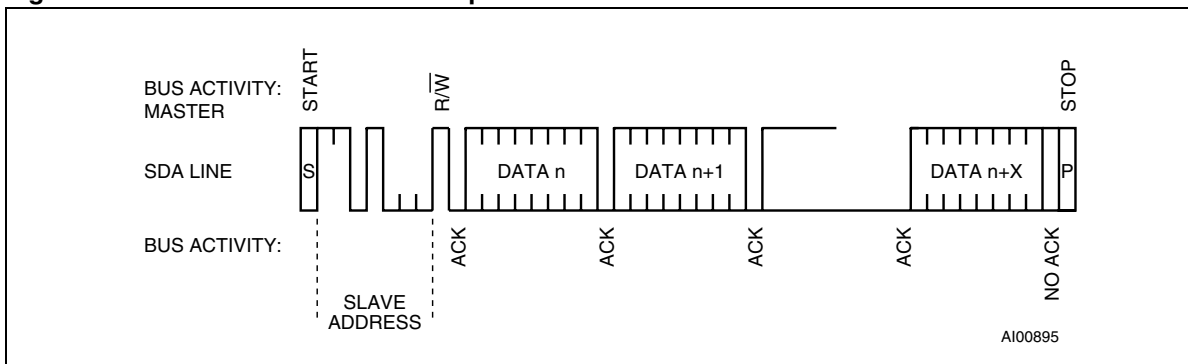 BUS ACTIVITY:
MASTER
START
R/W
STOP
SDA LINE
S
DATA n
DATA n+1
DATA n+X
P
BUS ACTIVITY:
ACK
ACK
ACK
ACK
NO ACK
SLAVE
ADDRESS
AI00895